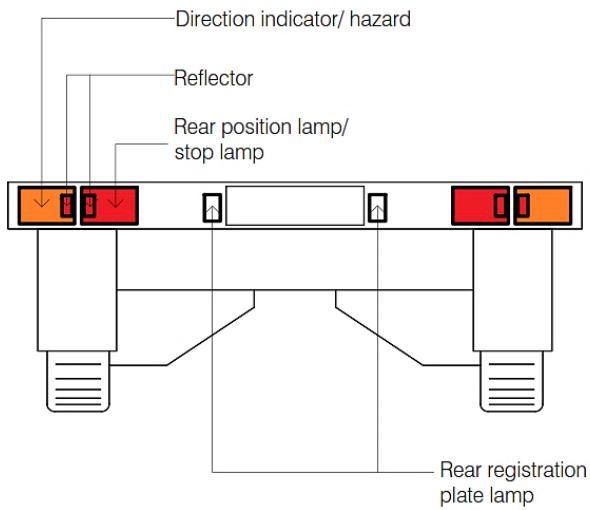 Direction indicator/ hazard
Reflector
Rear position lamp/
stop lamp
Rear registration
plate lamp